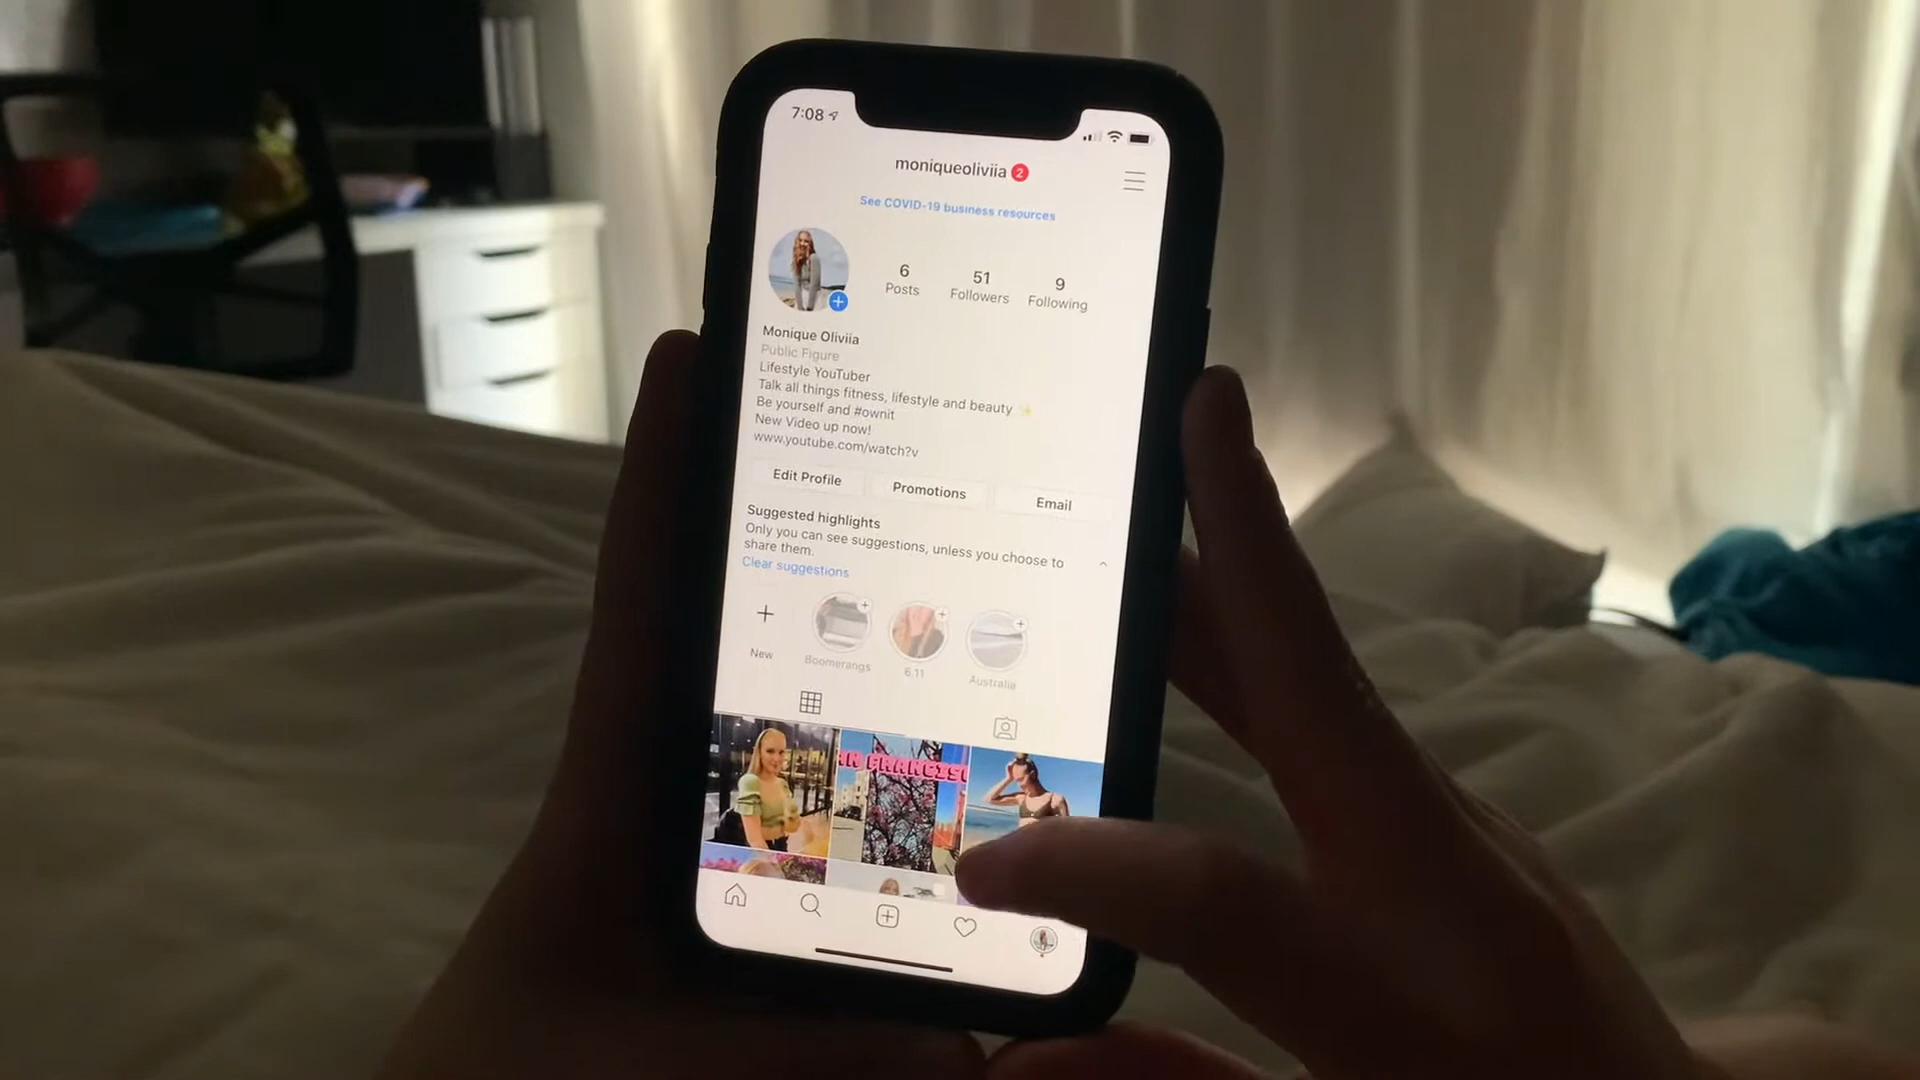 7:08
moniqueoliviia 2
See COVID-19 business resources
6 51 9
Posts Followers Following
Monique Oliviia
Public Figure
Lifestyle YouTuber
Talk all things fitness, lifestyle and beauty ✨
Be yourself and #ownit
New Video up now!
www.youtube.com/watch?v
Edit Profile Promotions Email
Suggested highlights
Only you can see suggestions, unless you choose to
share them.
Clear suggestions
New Boomerangs 6.11 Australia
AN FRANCISC